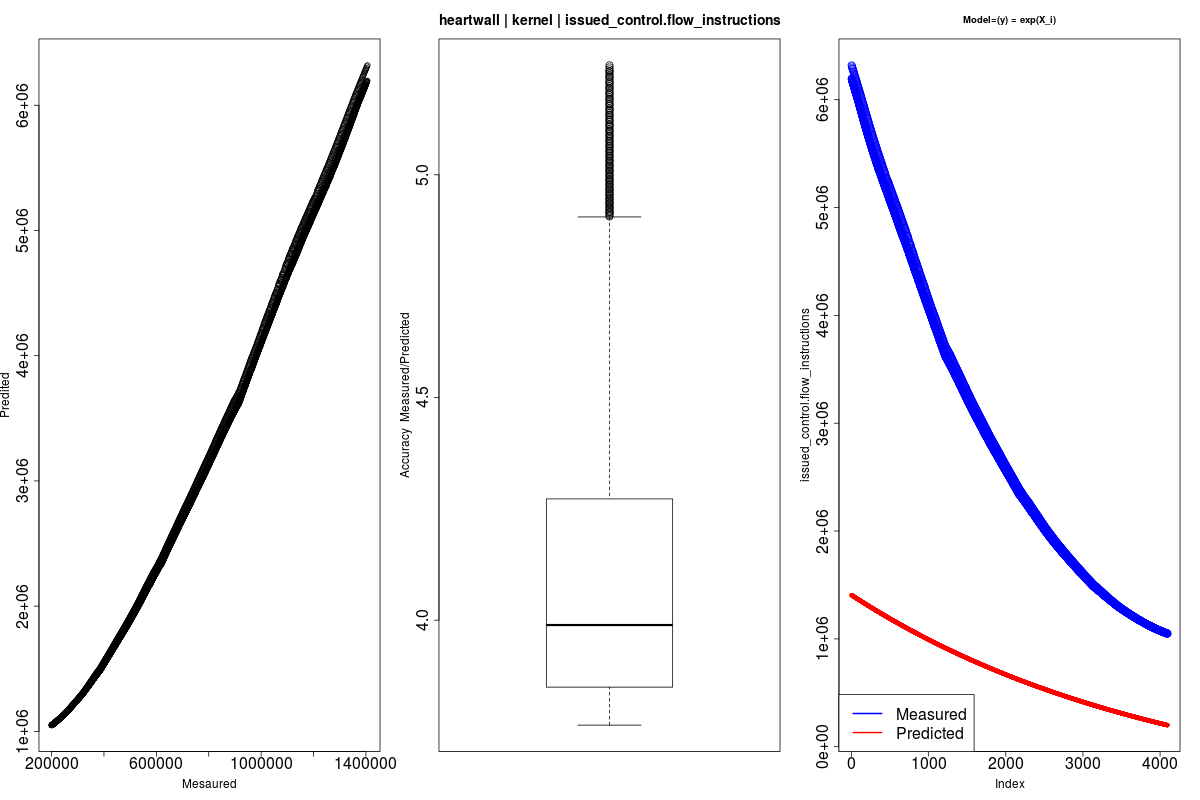 heartwall | kernel | issued_control.flow_instructions
Model=(y) = exp(X_i)
Predited
1e+06
2e+06
3e+06
4e+06
5e+06
6e+06
200000
600000
1000000
1400000
Mesaured
Accuracy Measured/Predicted
4.0
4.5
5.0
issued_control.flow_instructions
0e+00
1e+06
2e+06
3e+06
4e+06
5e+06
6e+06
Measured
Predicted
0
1000
2000
3000
4000
Index